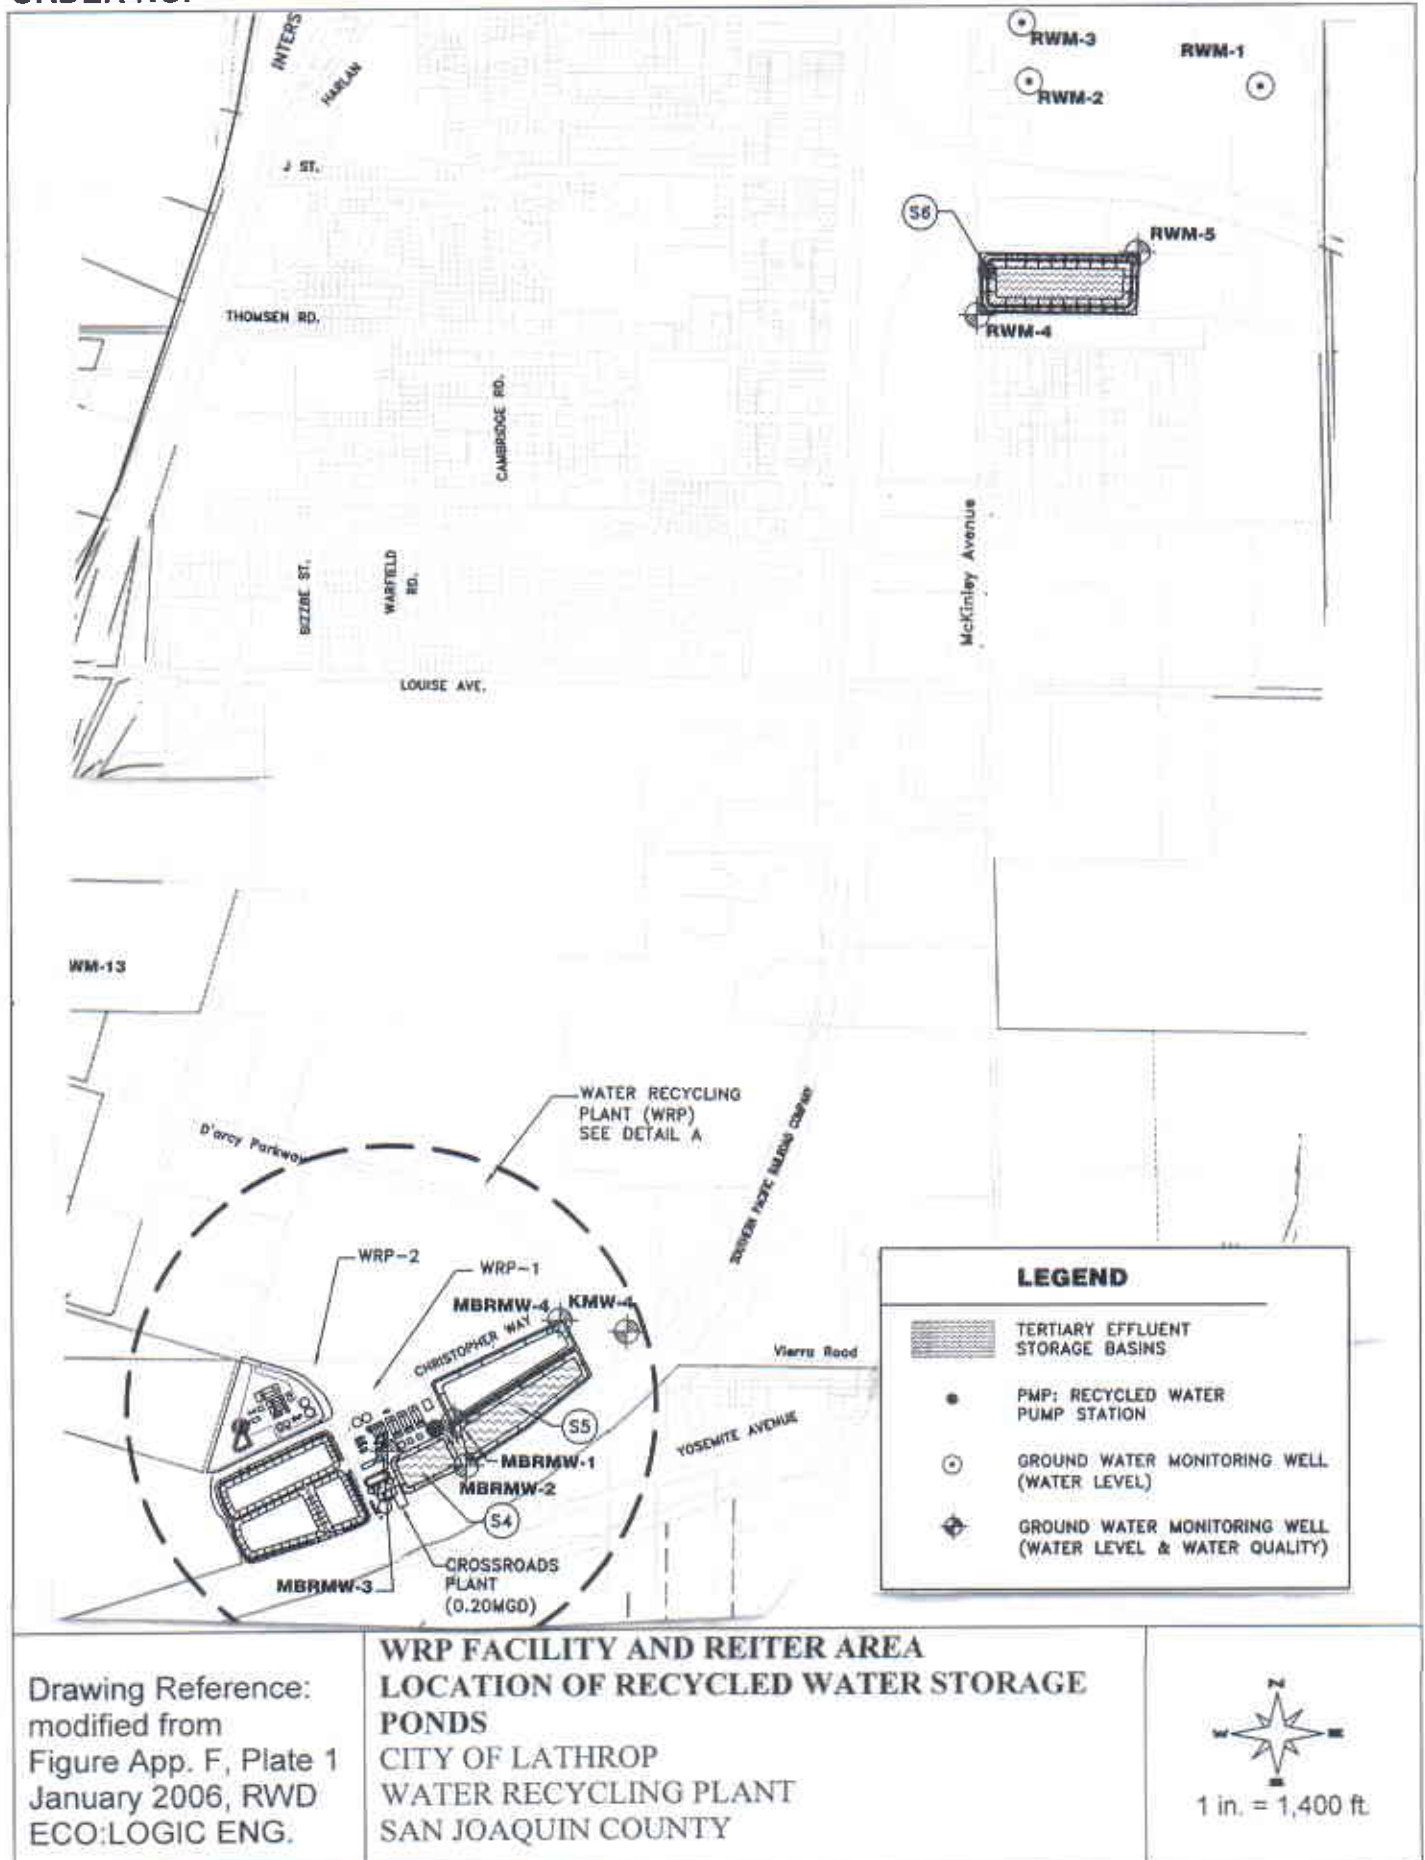 INTERS
HARLAN
RWM-3
RWM-1
RWM-2
J ST.
S6
RWM-5
THOMSEN RD.
RWM-4
CAMBRIDGE RD.
McKinley Avenue
BIZZBE ST.
WARFIELD
RD.
LOUISE AVE.
WM-13
WATER RECYCLING
PLANT (WRP)
SEE DETAIL A
D'arcy Parkway
SOUTHERN PACIFIC RAILROAD COMPANY
WRP-2
WRP-1
MBRMW-4
KMW-4
CHRISTOPHER WAY
Vierra Road
YOSEMITE AVENUE
S5
MBRMW-1
MBRMW-2
S4
CROSSROADS
PLANT
(0.20MGD)
MBRMW-3
LEGEND
TERTIARY EFFLUENT
STORAGE BASINS
PMP: RECYCLED WATER
PUMP STATION
GROUND WATER MONITORING WELL
(WATER LEVEL)
GROUND WATER MONITORING WELL
(WATER LEVEL & WATER QUALITY)
Drawing Reference:
modified from
Figure App. F, Plate 1
January 2006, RWD
ECO:LOGIC ENG.
WRP FACILITY AND REITER AREA
LOCATION OF RECYCLED WATER STORAGE
PONDS
CITY OF LATHROP
WATER RECYCLING PLANT
SAN JOAQUIN COUNTY
N
W
1 in. = 1,400 ft.